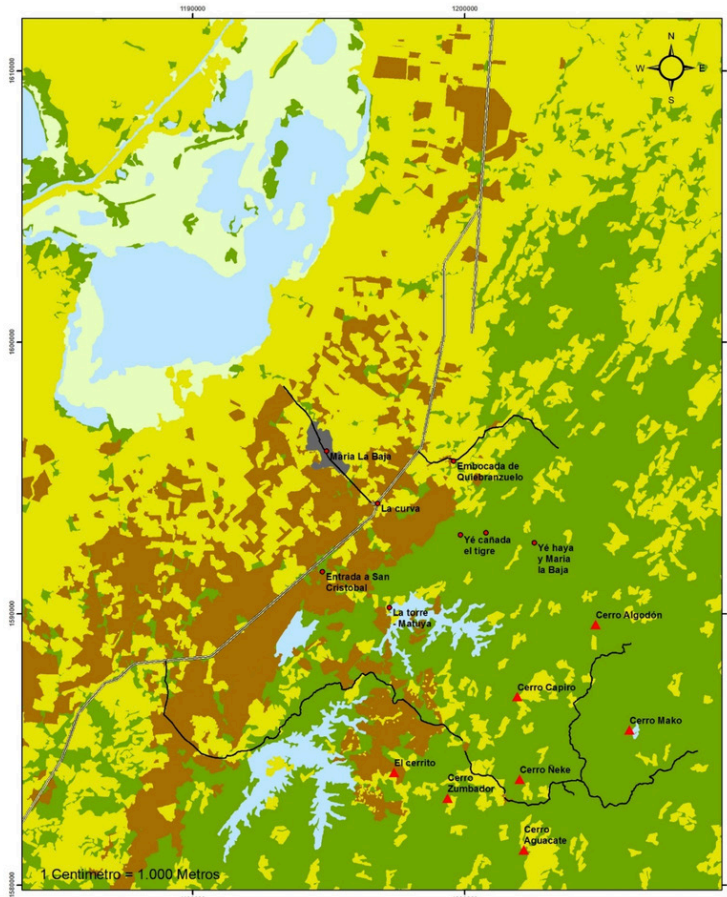 1190000
1200000
1610000
N
W
E
S
1600000
María La Baja
Embocada de
Quiebranzuelo
La curva
Yé cañada
el tigre
Yé haya
y María
la Baja
Entrada a San
Cristobal
1590000
La torre
- Matuya
Cerro Algodón
Cerro Capiro
Cerro Mako
El cerrito
Cerro
Zumbador
Cerro Ñeke
Cerro
Aguacate
1 Centímetro = 1.000 Metros
1580000